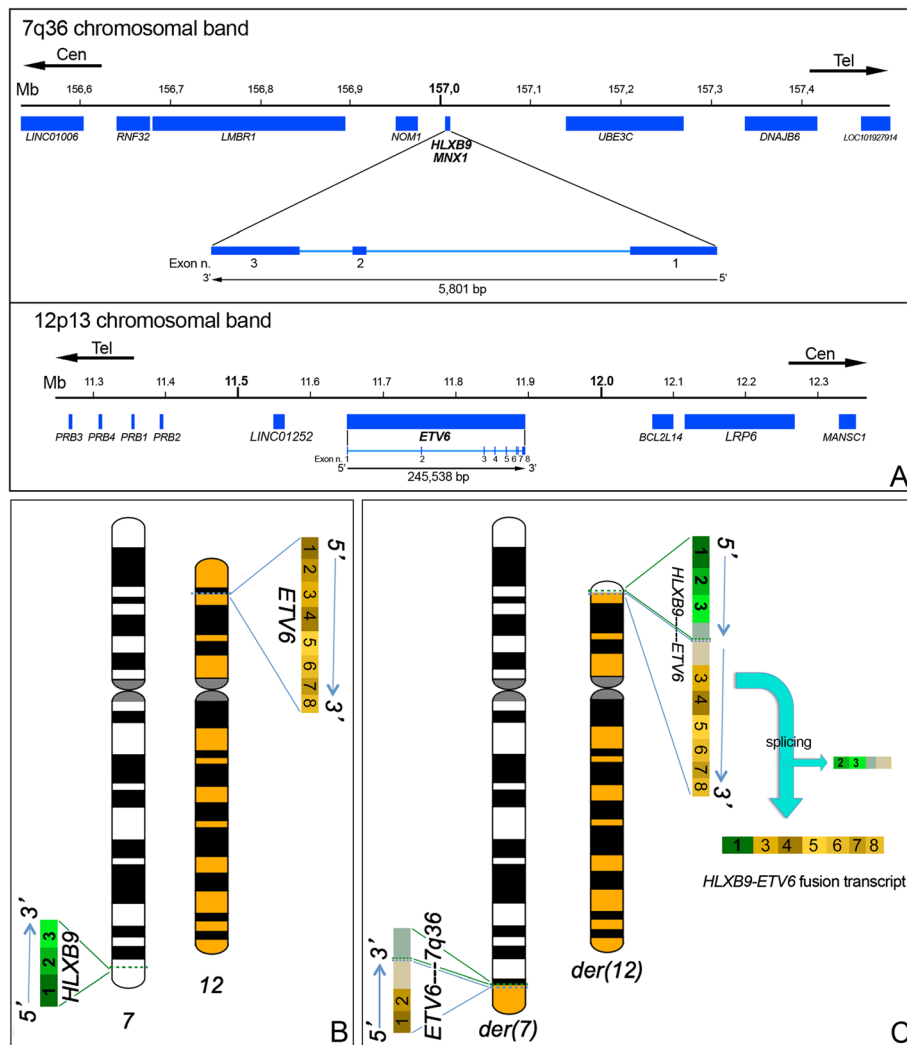 7q36 chromosomal band
Cen
Tel
Mb 156,6 156,7 156,8 156,9 157,0 157,1 157,2 157,3 157,4
LINC01006 RNF32 LMBR1 NOM1 HLXB9 UBE3C DNAJB6 LOC101927914
MNX1
Exon n. 3 2 1
3' 5'
5,801 bp
12p13 chromosomal band
Tel
Cen
Mb 11.3 11.4 11.5 11.6 11.7 11.8 11.9 12.0 12.1 12.2 12.3
PRB3 PRB4 PRB1 PRB2 LINC01252 ETV6 BCL2L14 LRP6 MANSC1
Exon n. 1 2 3 4 5 6 7 8
5' 3'
245,538 bp
A
5'
1
2
3
4
5
6
7
8
ETV6
3'
3'
3
2
1
HLXB9
5'
7
12
B
5'
1
2
3
3
4
5
6
7
8
HLXB9----ETV6
3'
splicing
2 3
1 3 4 5 6 7 8
HLXB9-ETV6 fusion transcript
3'
2
1
ETV6---7q36
5'
der(7)
der(12)
C